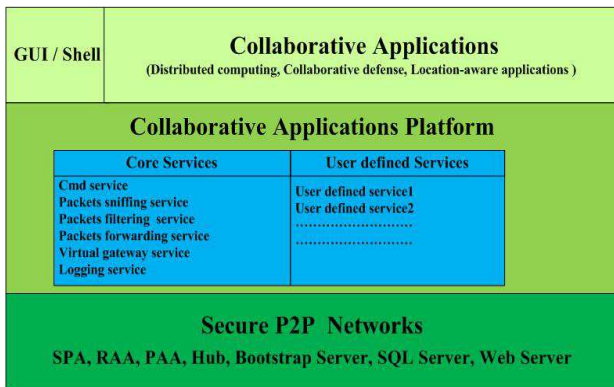 GUI / Shell
Collaborative Applications
(Distributed computing, Collaborative defense, Location-aware applications )
Collaborative Applications Platform
Core Services
Cmd service
Packets sniffing service
Packets filtering service
Packets forwarding service
Virtual gateway service
Logging service
User defined Services
User defined service1
User defined service2
............................
............................
Secure P2P Networks
SPA, RAA, PAA, Hub, Bootstrap Server, SQL Server, Web Server